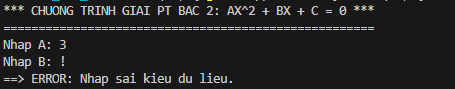 *** CHUONG TRINH GIAI PT BAC 2: AX^2 + BX + C = 0 ***
=====================================================
Nhap A: 3
Nhap B: !
==> ERROR: Nhap sai kieu du lieu.